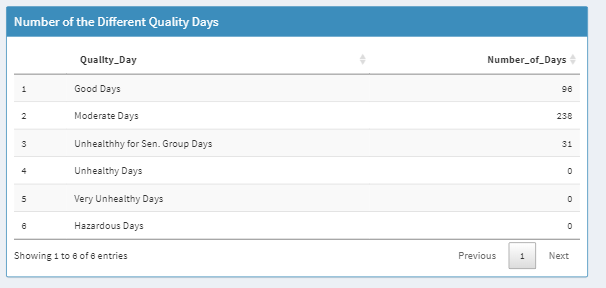 Number of the Different Quality Days
Quality_Day Number_of_Days
1 Good Days 96
2 Moderate Days 238
3 Unhealthhy for Sen. Group Days 31
4 Unhealthy Days 0
5 Very Unhealthy Days 0
6 Hazardous Days 0
Showing 1 to 6 of 6 entries Previous 1 Next